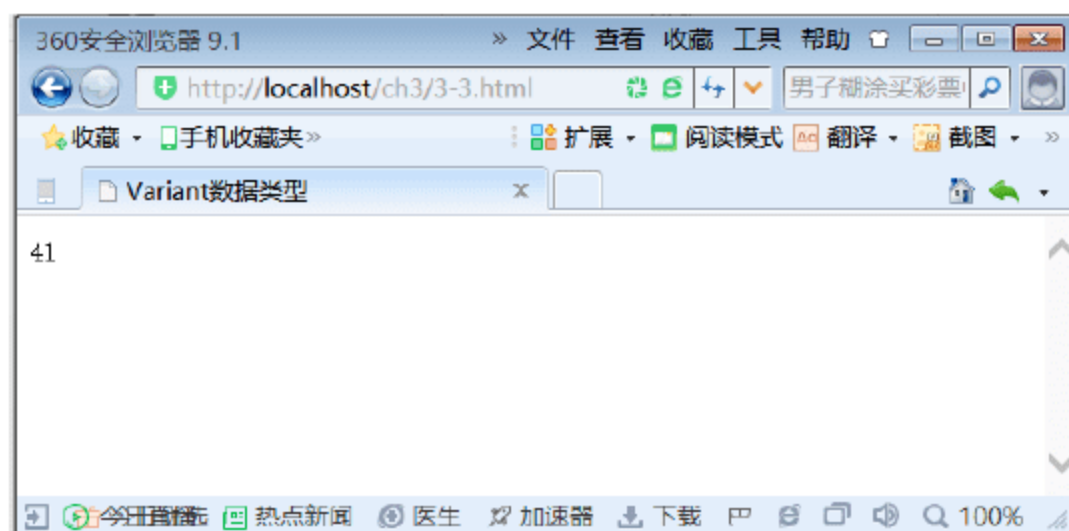 360安全浏览器 9.1 » 文件 查看 收藏 工具 帮助
http://localhost/ch3/3-3.html 男子糊涂买彩票
收藏 手机收藏夹» 扩展 阅读模式 翻译 截图 »
Variant数据类型
41
热点新闻 医生 加速器 下载 100%